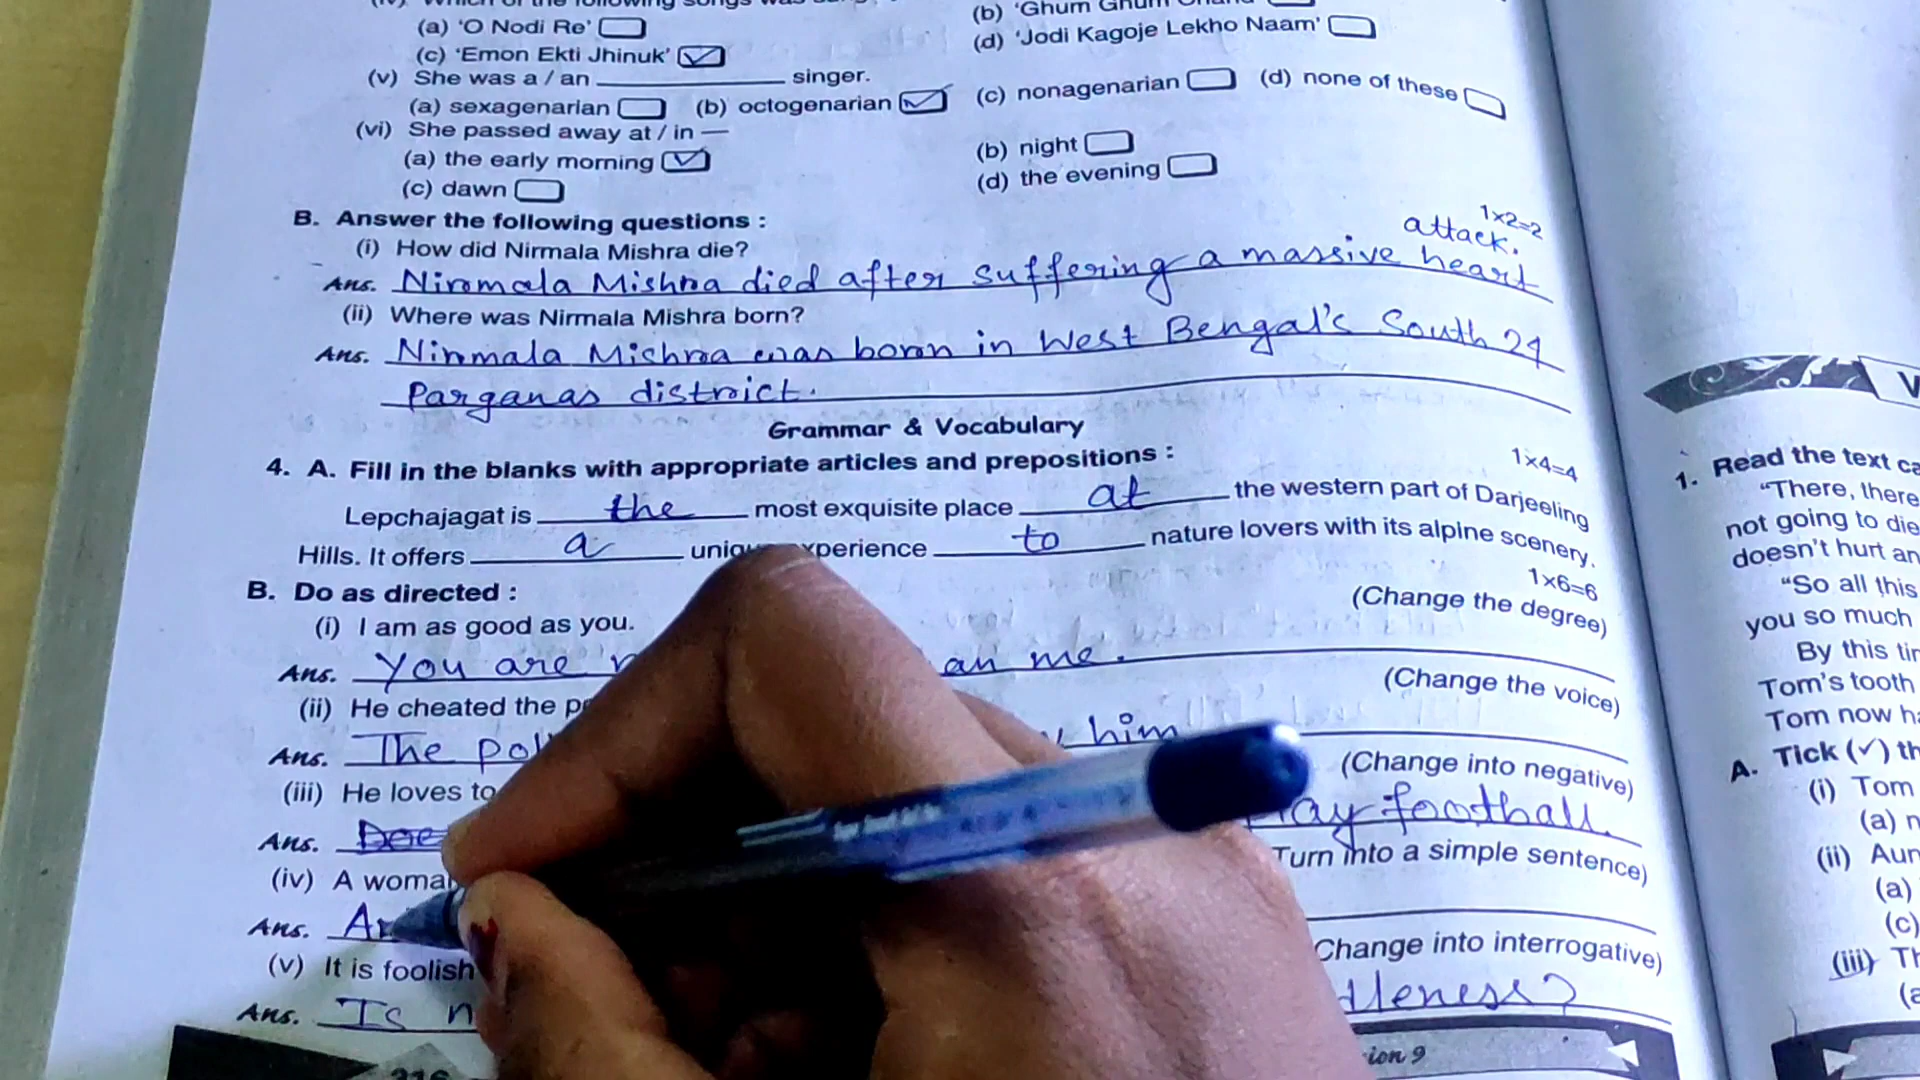 (a) 'O Nodi Re'
(c) 'Emon Ekti Jhinuk'
(d) 'Jodi Kagoje Lekho Naam'
(v) She was a / an ____________ singer.
(a) sexagenarian (b) octogenarian (c) nonagenarian (d) none of these
(vi) She passed away at / in —
(a) the early morning (b) night
(c) dawn (d) the evening
B. Answer the following questions : 1×2=2
(i) How did Nirmala Mishra die?
attack.
Ans. Nirmala Mishra died after suffering a massive heart
(ii) Where was Nirmala Mishra born?
Ans. Nirmala Mishra was born in West Bengal's South 24
Parganas district.
Grammar & Vocabulary
4. A. Fill in the blanks with appropriate articles and prepositions : 1×4=4
Lepchajagat is the most exquisite place at the western part of Darjeeling
Hills. It offers a experience to nature lovers with its alpine scenery.
B. Do as directed : 1×6=6
(i) I am as good as you. (Change the degree)
Ans. You are me.
(ii) He cheated the (Change the voice)
Ans. The him
(iii) He loves to (Change into negative)
Ans. football.
(iv) A Turn into a simple sentence)
Ans.
(v) It is foolish Change into interrogative)
Ans. Is
1. Read the text
"There, there
not going to die
doesn't hurt
"So all this
you so much
By this
Tom's tooth
Tom now
A. Tick (✓)
(i) Tom
(a)
(ii)
(a)
(c)
(iii)